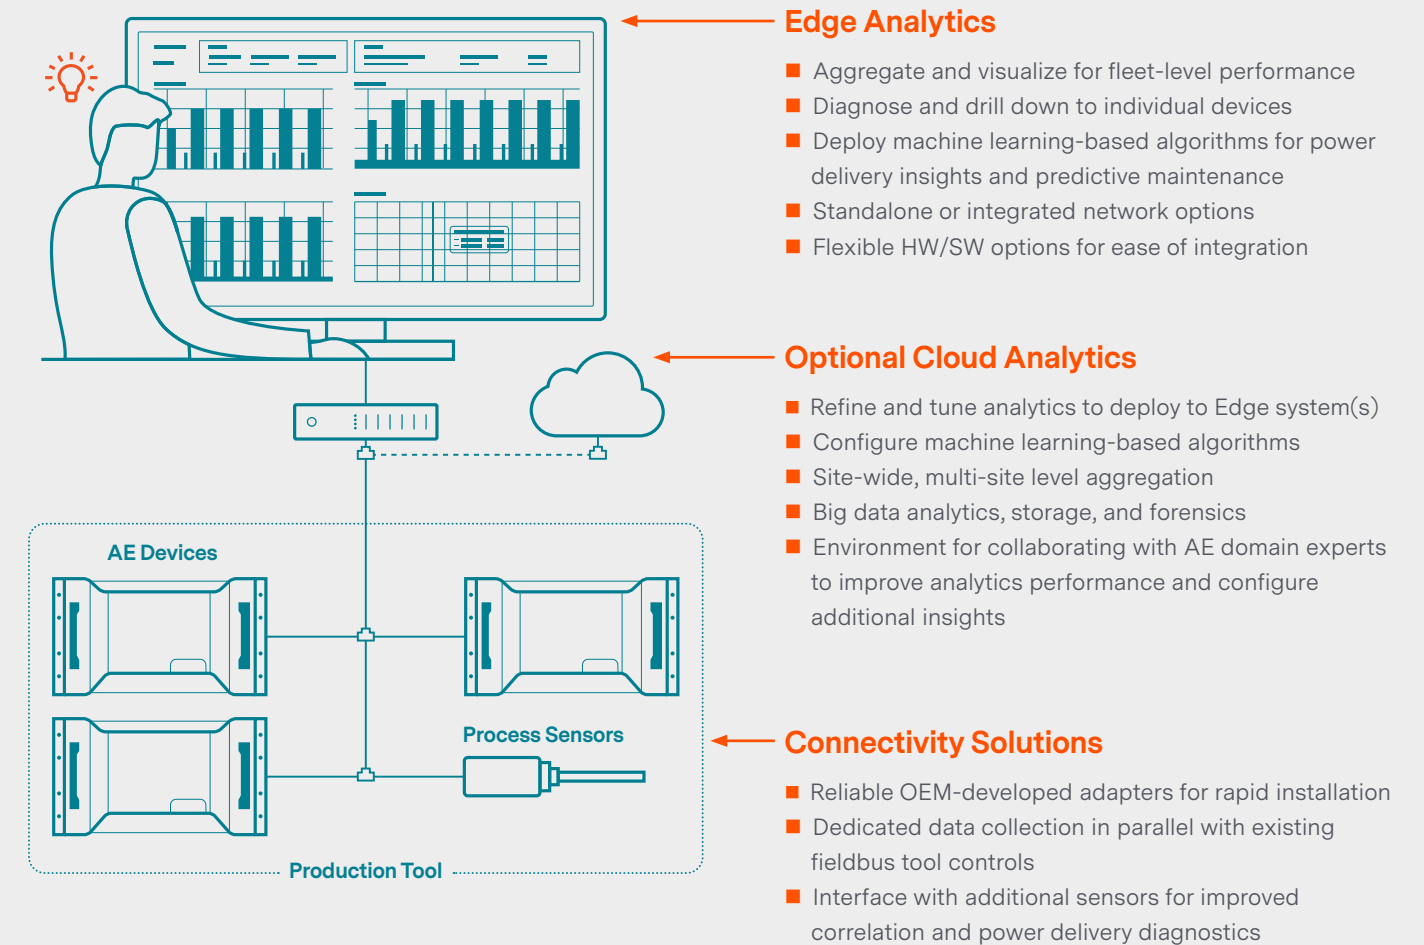 Edge Analytics
Aggregate and visualize for fleet-level performance
Diagnose and drill down to individual devices
Deploy machine learning-based algorithms for power
delivery insights and predictive maintenance
Standalone or integrated network options
Flexible HW/SW options for ease of integration
Optional Cloud Analytics
Refine and tune analytics to deploy to Edge system(s)
Configure machine learning-based algorithms
Site-wide, multi-site level aggregation
Big data analytics, storage, and forensics
Environment for collaborating with AE domain experts
to improve analytics performance and configure
additional insights
AE Devices
Process Sensors
Production Tool
Connectivity Solutions
Reliable OEM-developed adapters for rapid installation
Dedicated data collection in parallel with existing
fieldbus tool controls
Interface with additional sensors for improved
correlation and power delivery diagnostics